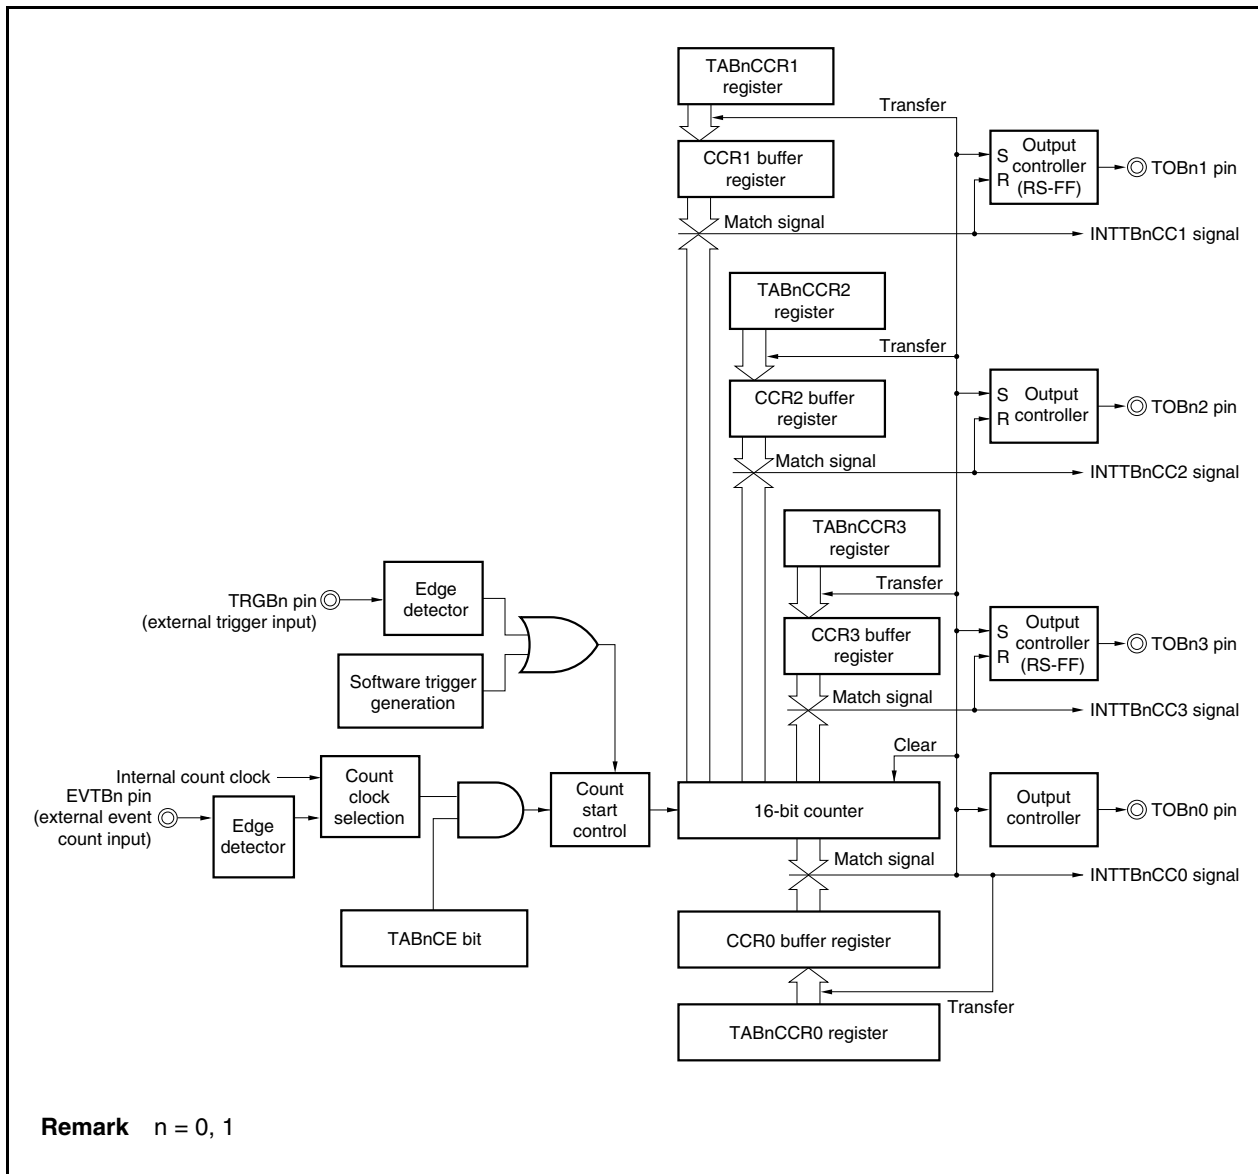 TABnCCR1
register
Transfer
CCR1 buffer
register
S
R
Output
controller
(RS-FF)
TOBn1 pin
Match signal
INTTBnCC1 signal
TABnCCR2
register
Transfer
CCR2 buffer
register
S
R
Output
controller
TOBn2 pin
Match signal
INTTBnCC2 signal
TABnCCR3
register
Transfer
TRGBn pin
(external trigger input)
Edge
detector
CCR3 buffer
register
S
R
Output
controller
(RS-FF)
TOBn3 pin
Software trigger
generation
Match signal
INTTBnCC3 signal
Clear
Internal count clock
EVTBn pin
(external event
count input)
Edge
detector
Count
clock
selection
Count
start
control
16-bit counter
Output
controller
TOBn0 pin
Match signal
INTTBnCC0 signal
TABnCE bit
CCR0 buffer register
Transfer
TABnCCR0 register
Remark n = 0, 1